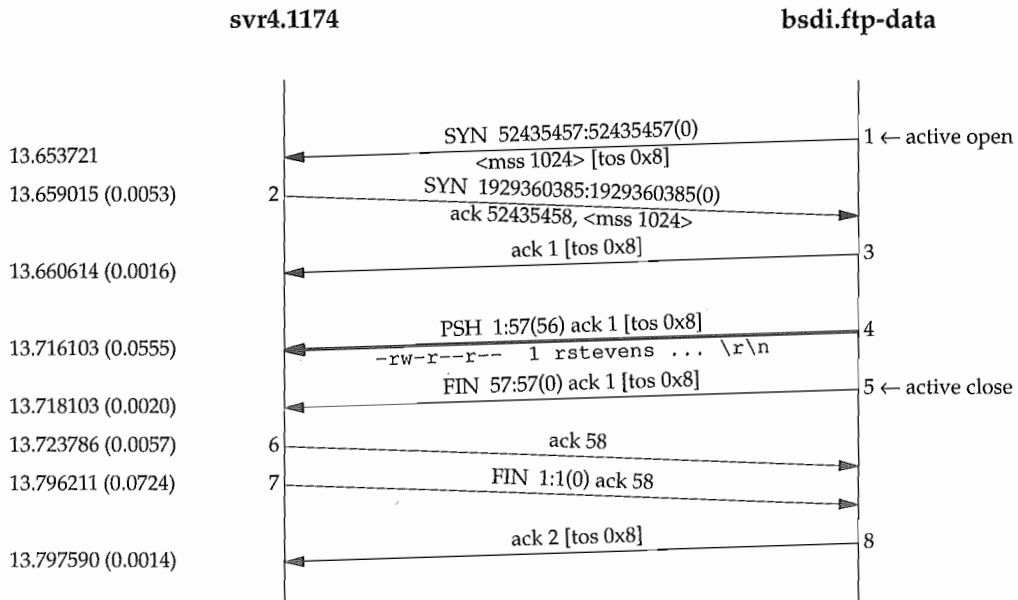 svr4.1174 bsdi.ftp-data
SYN 52435457:52435457(0) 1 ← active open
13.653721 <mss 1024> [tos 0x8]
13.659015 (0.0053) 2 SYN 1929360385:1929360385(0)
ack 52435458, <mss 1024>
ack 1 [tos 0x8] 3
13.660614 (0.0016)
PSH 1:57(56) ack 1 [tos 0x8] 4
13.716103 (0.0555) -rw-r--r-- 1 rstevens ... \r\n
FIN 57:57(0) ack 1 [tos 0x8] 5 ← active close
13.718103 (0.0020)
13.723786 (0.0057) 6 ack 58
13.796211 (0.0724) 7 FIN 1:1(0) ack 58
ack 2 [tos 0x8] 8
13.797590 (0.0014)